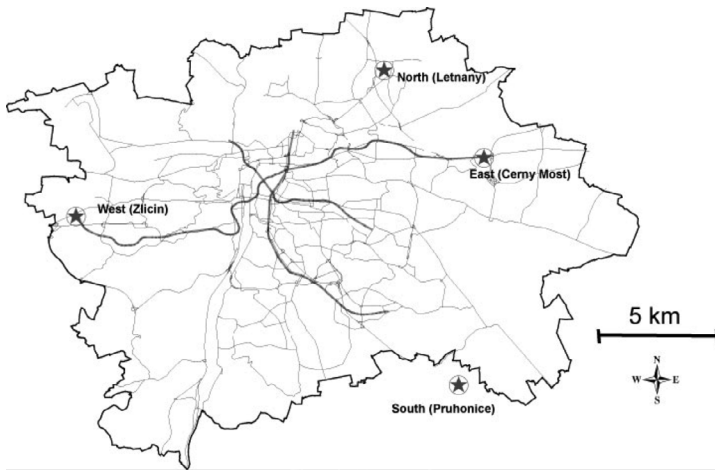 North (Letnany)
East (Cerny Most)
West (Zlicin)
5 km
N
W E
S
South (Pruhonice)